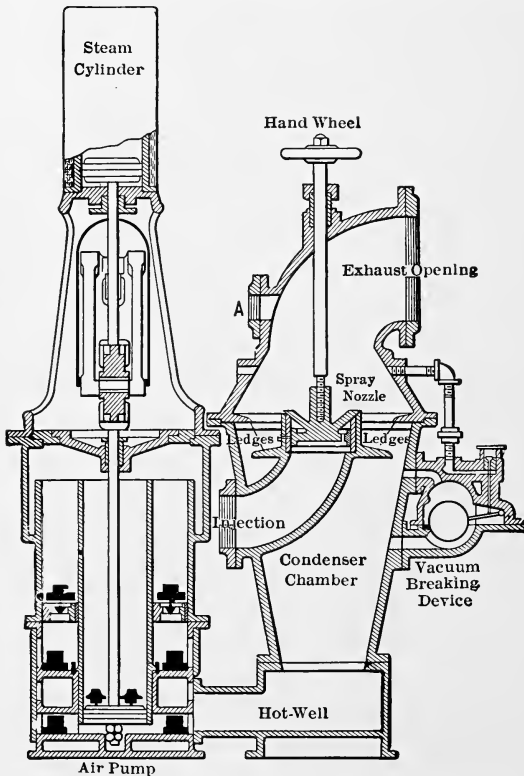 Steam
Cylinder
Hand Wheel
Exhaust Opening
A
Spray
Nozzle
Ledges
Ledges
Injection
Condenser
Chamber
Vacuum
Breaking
Device
Hot-Well
Air Pump